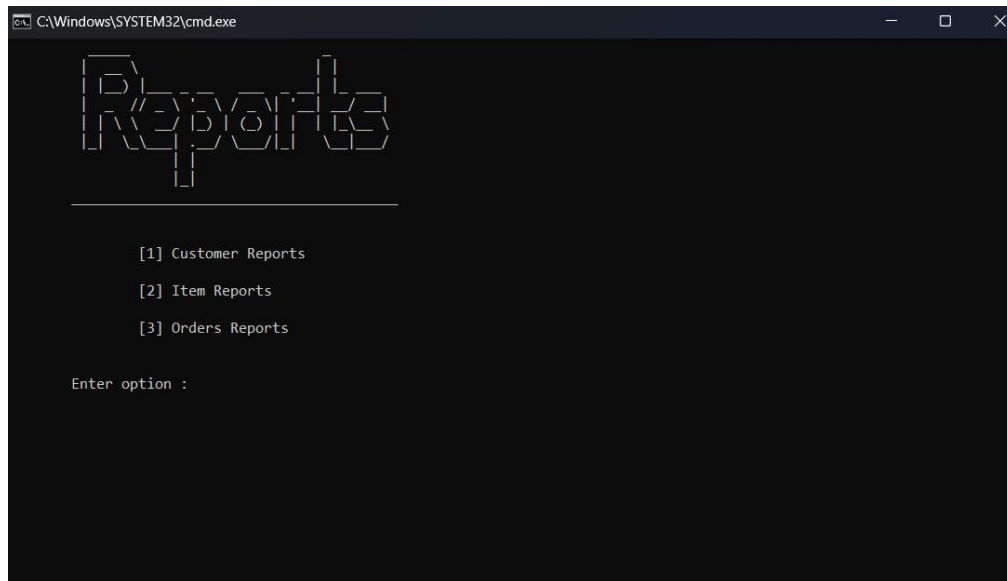 C:\Windows\SYSTEM32\cmd.exe
Reports
[1] Customer Reports
[2] Item Reports
[3] Orders Reports
Enter option :